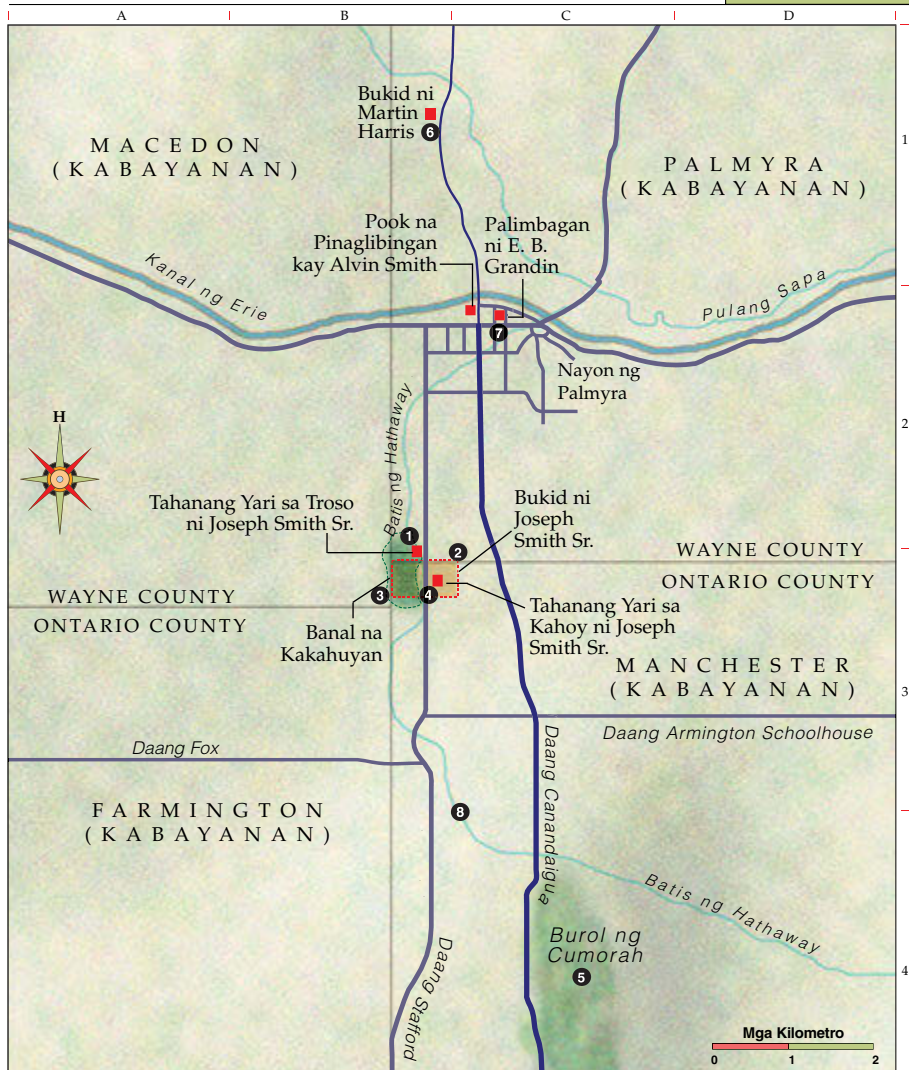 A B C D
Bukid ni
Martin
Harris 6
MACEDON
(KABAYANAN)
PALMYRA
(KABAYANAN)
1
Pook na
Pinaglibingan
kay Alvin Smith
Palimbagan
ni E. B.
Grandin
Kanal ng Erie
Pulang Sapa
7
Nayon ng
Palmyra
Batis ng Hathaway
2
H
Tahanang Yari sa Troso
ni Joseph Smith Sr.
1
2
Bukid ni
Joseph
Smith Sr.
WAYNE COUNTY
ONTARIO COUNTY
WAYNE COUNTY
ONTARIO COUNTY
3
4
Banal na
Kakahuyan
Tahanang Yari sa
Kahoy ni Joseph
Smith Sr.
MANCHESTER
(KABAYANAN)
3
Daang Fox
Daang Armington Schoolhouse
Daang Canandaigua
FARMINGTON
(KABAYANAN)
8
Batis ng Hathaway
Burol ng
Cumorah
5
4
Daang Stafford
Mga Kilometro
0 1 2